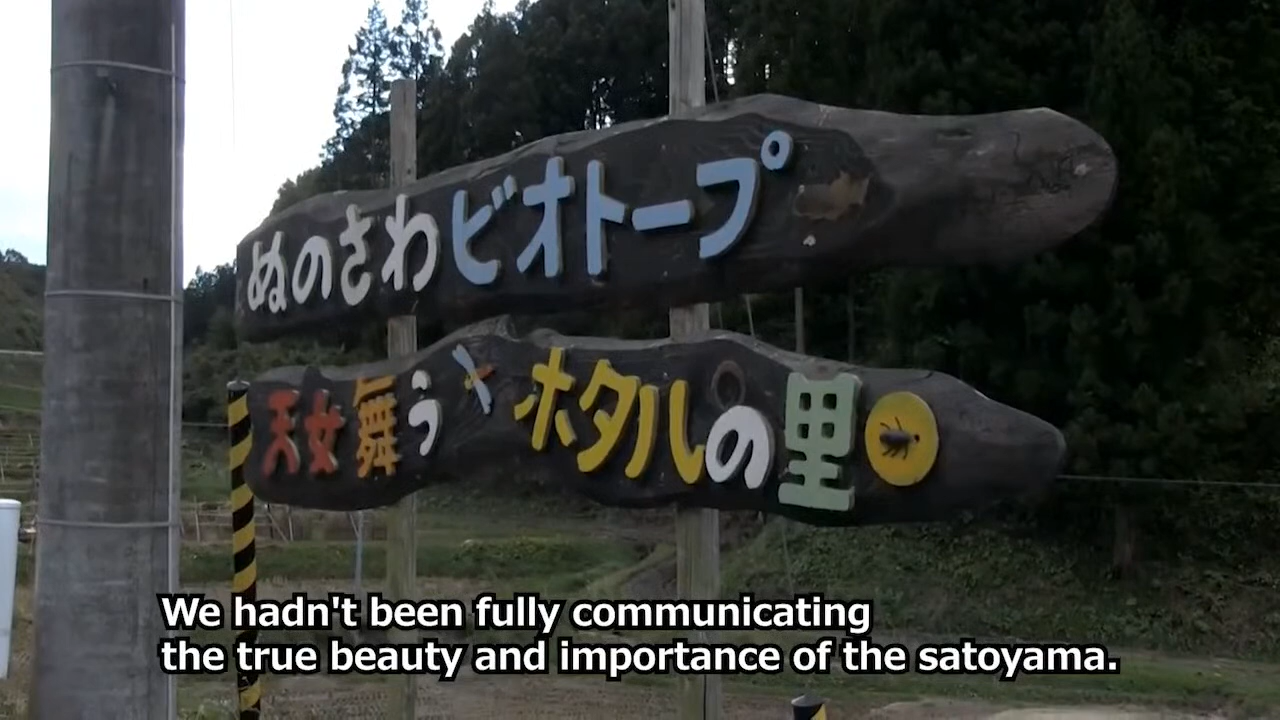 ぬのさわビオトープ
天女舞う ホタルの里
We hadn't been fully communicating
the true beauty and importance of the satoyama.